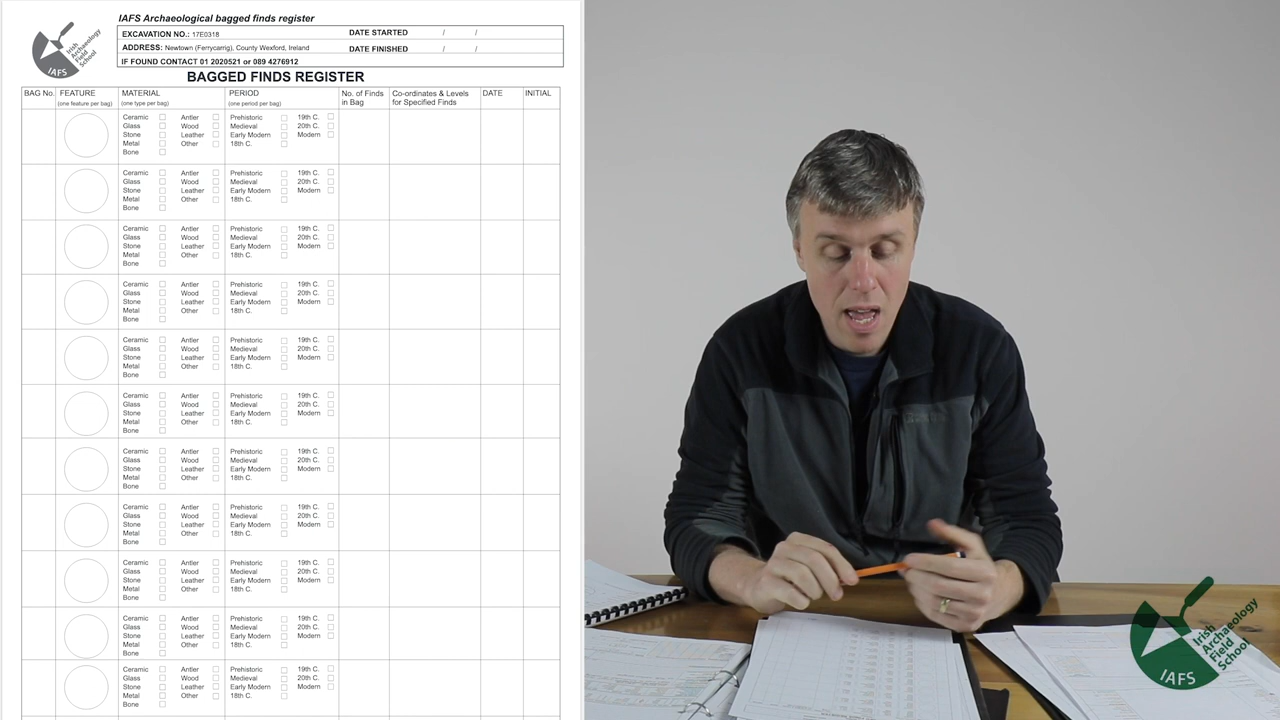 IAFS Archaeological bagged finds register
EXCAVATION NO.: 17E0318
DATE STARTED / /
ADDRESS: Newtown (Ferrycarrig), County Wexford, Ireland
DATE FINISHED / /
IF FOUND CONTACT 01 2020521 or 089 4276912
Irish Archaeology Field School
IAFS
BAGGED FINDS REGISTER
BAG No. FEATURE MATERIAL PERIOD No. of Finds Co-ordinates & Levels DATE INITIAL
(one feature per bag) (one type per bag) (one period per bag) in Bag for Specified Finds
Ceramic Antler Prehistoric 19th C.
Glass Wood Medieval 20th C.
Stone Leather Early Modern Modern
Metal Other 18th C.
Bone
Ceramic Antler Prehistoric 19th C.
Glass Wood Medieval 20th C.
Stone Leather Early Modern Modern
Metal Other 18th C.
Bone
Ceramic Antler Prehistoric 19th C.
Glass Wood Medieval 20th C.
Stone Leather Early Modern Modern
Metal Other 18th C.
Bone
Ceramic Antler Prehistoric 19th C.
Glass Wood Medieval 20th C.
Stone Leather Early Modern Modern
Metal Other 18th C.
Bone
Ceramic Antler Prehistoric 19th C.
Glass Wood Medieval 20th C.
Stone Leather Early Modern Modern
Metal Other 18th C.
Bone
Ceramic Antler Prehistoric 19th C.
Glass Wood Medieval 20th C.
Stone Leather Early Modern Modern
Metal Other 18th C.
Bone
Ceramic Antler Prehistoric 19th C.
Glass Wood Medieval 20th C.
Stone Leather Early Modern Modern
Metal Other 18th C.
Bone
Ceramic Antler Prehistoric 19th C.
Glass Wood Medieval 20th C.
Stone Leather Early Modern Modern
Metal Other 18th C.
Bone
Ceramic Antler Prehistoric 19th C.
Glass Wood Medieval 20th C.
Stone Leather Early Modern Modern
Metal Other 18th C.
Bone
Ceramic Antler Prehistoric 19th C.
Glass Wood Medieval 20th C.
Stone Leather Early Modern Modern
Metal Other 18th C.
Bone
Ceramic Antler Prehistoric 19th C.
Glass Wood Medieval 20th C.
Stone Leather Early Modern Modern
Metal Other 18th C.
Bone
Irish
Archaeology
Field
School
IAFS